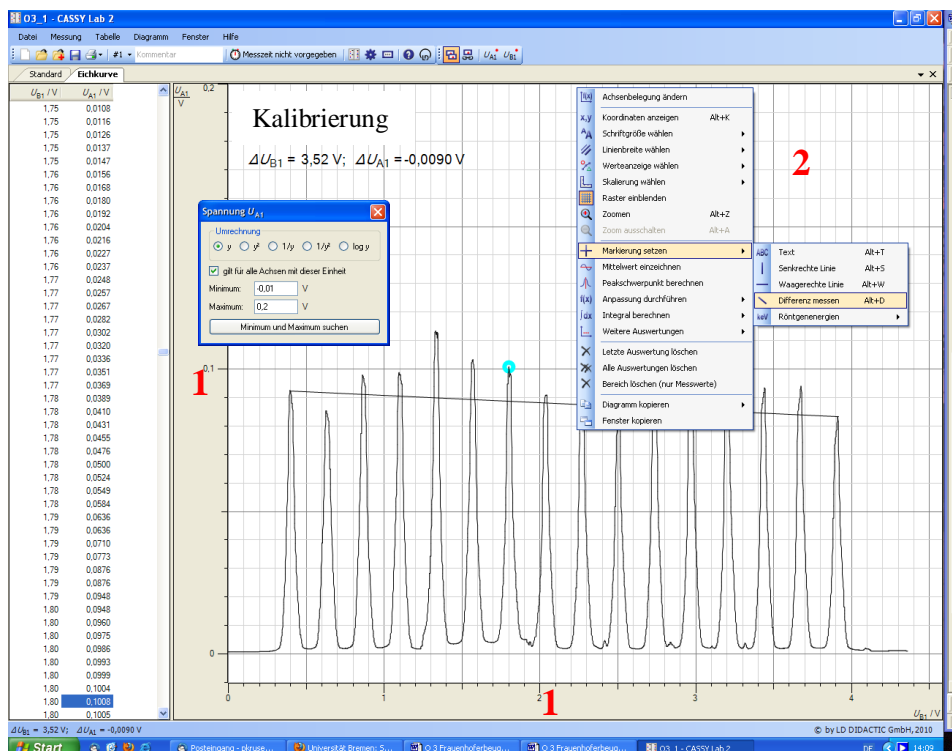 03_1 - CASSY Lab 2
Datei Messung Tabelle Diagramm Fenster Hilfe
#1 Kommentar Messzeit nicht vorgegeben UA1 UB1
Standard Eichkurve
UB1 / V UA1 / V
1,75 0,0108
1,75 0,0116
1,75 0,0126
1,75 0,0137
1,75 0,0147
1,76 0,0156
1,76 0,0168
1,76 0,0180
1,76 0,0192
1,76 0,0204
1,76 0,0216
1,76 0,0227
1,76 0,0237
1,77 0,0248
1,77 0,0257
1,77 0,0267
1,77 0,0282
1,77 0,0302
1,77 0,0320
1,77 0,0336
1,77 0,0351
1,77 0,0369
1,78 0,0389
1,78 0,0410
1,78 0,0431
1,78 0,0455
1,78 0,0476
1,78 0,0500
1,78 0,0524
1,78 0,0549
1,78 0,0584
1,79 0,0636
1,79 0,0636
1,79 0,0710
1,79 0,0773
1,79 0,0876
1,79 0,0876
1,79 0,0948
1,80 0,0948
1,80 0,0960
1,80 0,0975
1,80 0,0986
1,80 0,0993
1,80 0,0999
1,80 0,1004
1,80 0,1008
1,80 0,1005
UA1
V
0,2
Kalibrierung
ΔUB1 = 3,52 V; ΔUA1 =-0,0090 V
Spannung UA1
Umrechnung
y y² 1/y 1/y² log y
gilt für alle Achsen mit dieser Einheit
Minimum: -0,01 V
Maximum: 0,2 V
Minimum und Maximum suchen
Achsenbelegung ändern
x,y Koordinaten anzeigen Alt+K
AA Schriftgröße wählen
Linienbreite wählen
Werteanzeige wählen
Skalierung wählen
Raster einblenden
Zoomen Alt+Z
Zoom ausschalten Alt+A
Markierung setzen
Mittelwert einzeichnen
Peakschwerpunkt berechnen
f(x) Anpassung durchführen
∫dx Integral berechnen
Weitere Auswertungen
Letzte Auswertung löschen
Alle Auswertungen löschen
Bereich löschen (nur Messwerte)
Diagramm kopieren
Fenster kopieren
2
ABC Text Alt+T
Senkrechte Linie Alt+S
Waagerechte Linie Alt+W
Differenz messen Alt+D
keV Röntgenenergien
0,1
1
0
0 1 2 3 4
1
UB1 / V
ΔUB1 = 3,52 V; ΔUA1 = -0,0090 V
© by LD DIDACTIC GmbH, 2010
Start Posteingang - pkruse... Universität Bremen: S... O 3 Frauenhoferbeug... O 3 Frauenhoferbeug... 03_1 - CASSY Lab 2 DE 14:09